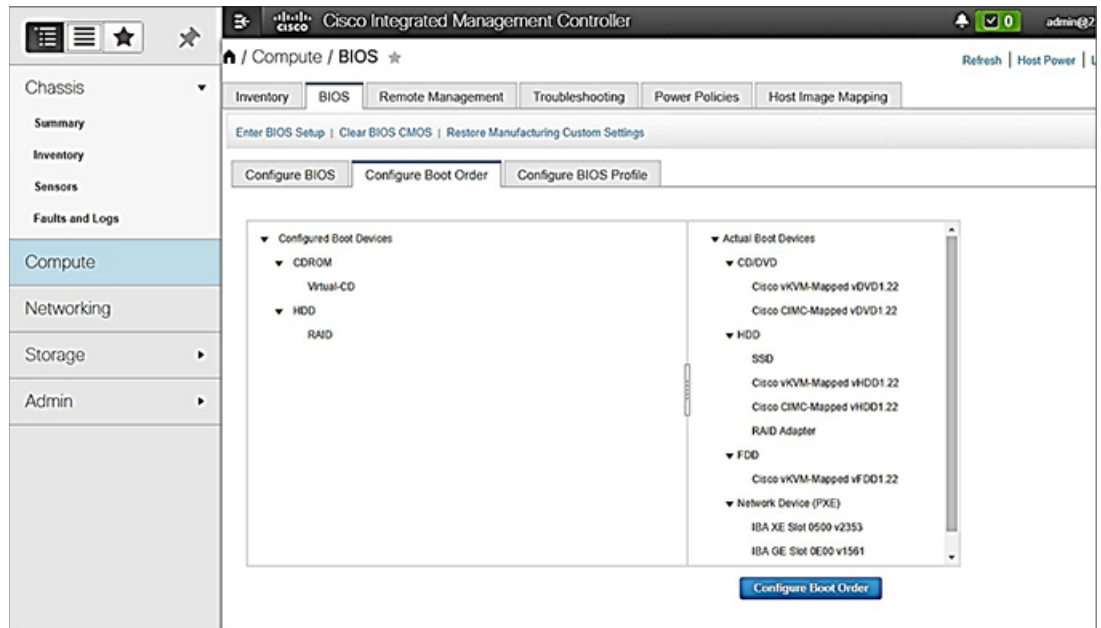 cisco Cisco Integrated Management Controller
0
admin@2
/ Compute / BIOS
Refresh | Host Power |
Chassis
Summary
Inventory
Sensors
Faults and Logs
Compute
Networking
Storage
Admin
Inventory BIOS Remote Management Troubleshooting Power Policies Host Image Mapping
Enter BIOS Setup | Clear BIOS CMOS | Restore Manufacturing Custom Settings
Configure BIOS Configure Boot Order Configure BIOS Profile
Configured Boot Devices
CDROM
Virtual-CD
HDD
RAID
Actual Boot Devices
CD/DVD
Cisco vKVM-Mapped vDVD1.22
Cisco CIMC-Mapped vDVD1.22
HDD
SSD
Cisco vKVM-Mapped vHDD1.22
Cisco CIMC-Mapped vHDD1.22
RAID Adapter
FDD
Cisco vKVM-Mapped vFDD1.22
Network Device (PXE)
IBA XE Slot 0500 v2353
IBA GE Slot 0E00 v1561
Configure Boot Order